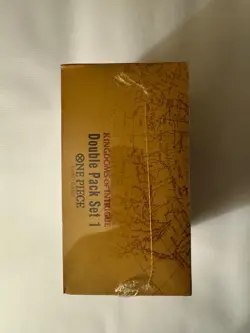 KINGDOMS OF INTRIGUE
Double Pack Set 1
ONE PIECE